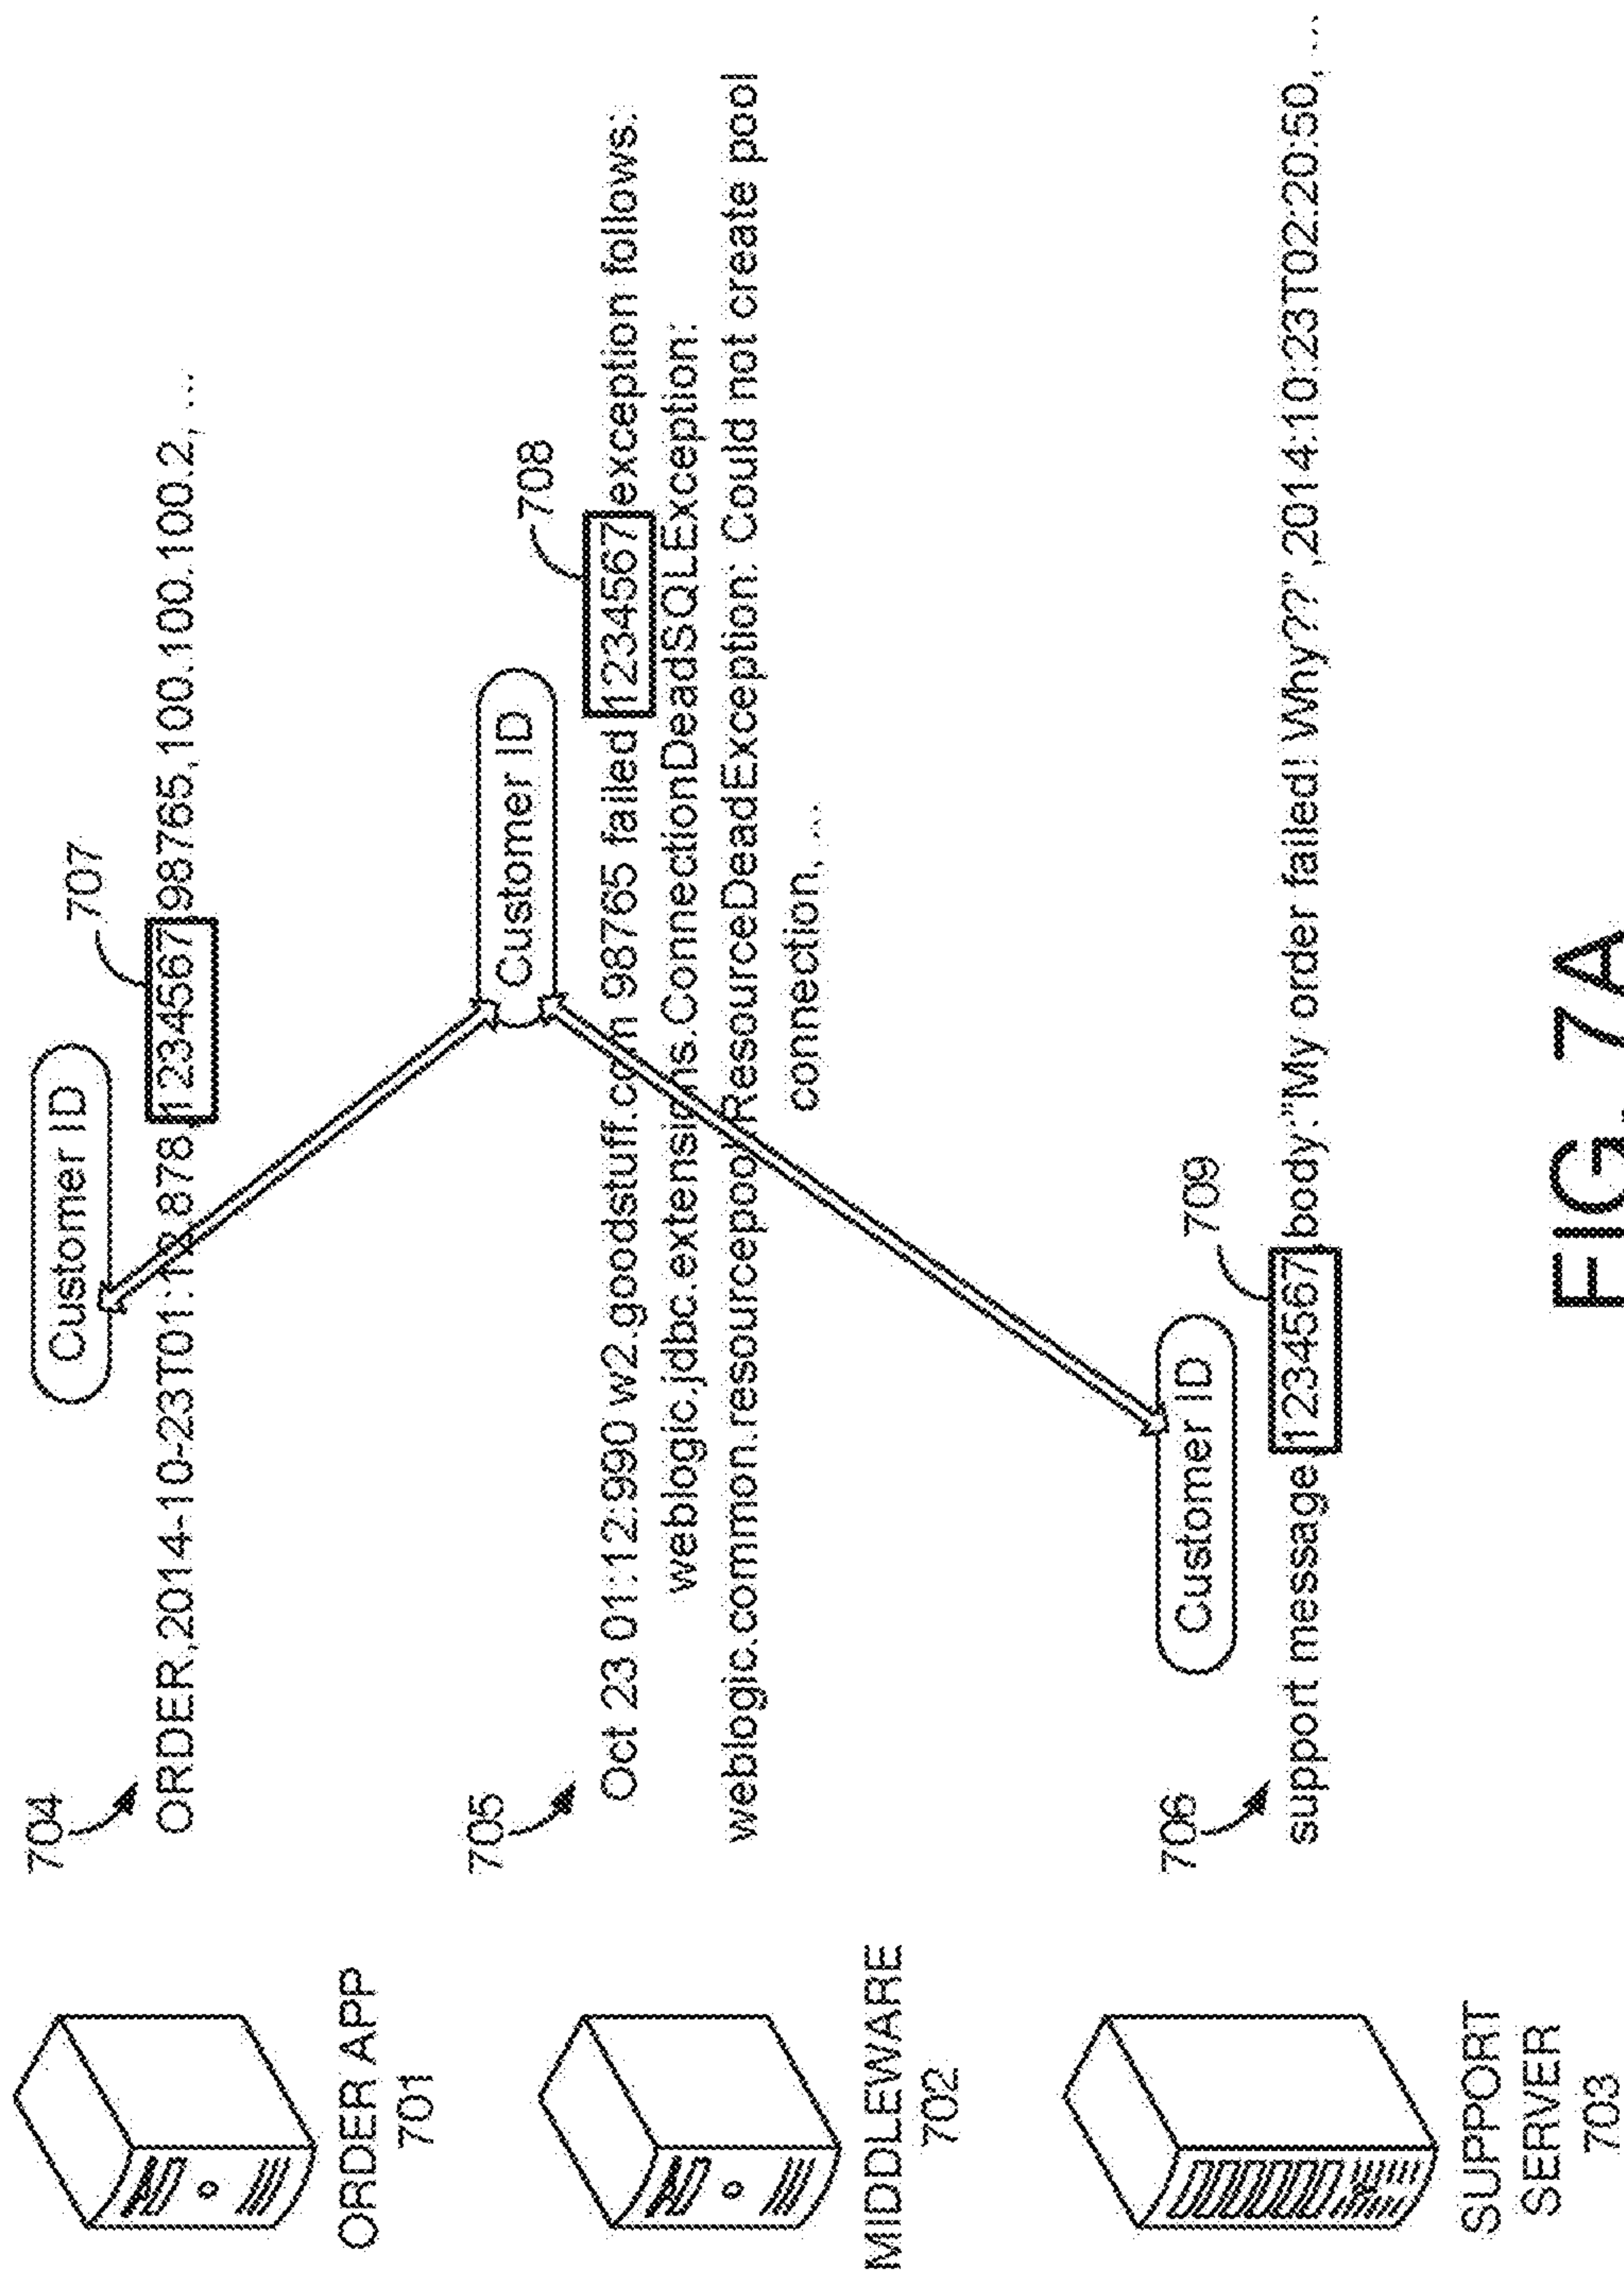 704
Customer ID
707
ORDER,2014-10-23T01:1 878,1234567,98765,100.100.100.2, ...
ORDER APP
701
705
Customer ID
708
Oct 23 01:12:990 w2.goodstuff.com 98765 failed 1234567 exception follows:
weblogic.jdbc.extensions.ConnectionDeadSQLException:
weblogic.common.resourcepool.ResourceDeadException: Could not create pool
connection, ...
MIDDLEWARE
702
706
Customer ID
709
support message 1234567 body:"My order failed! Why??",2014:10:23T02:20:50, ...
SUPPORT
SERVER
703
FIG. 7A